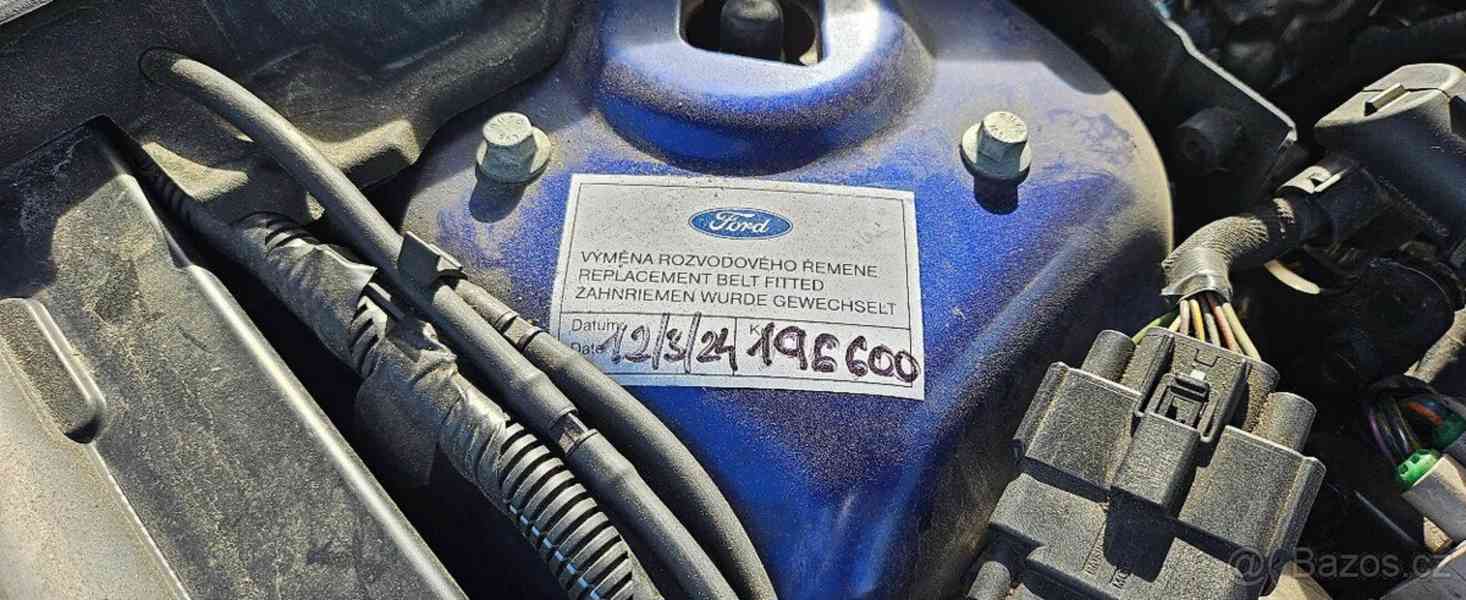 Ford
VÝMĚNA ROZVODOVÉHO ŘEMENE
REPLACEMENT BELT FITTED
ZAHNRIEMEN WURDE GEWECHSELT
Datum
Date 12/3/24 196600
Bazos.cz